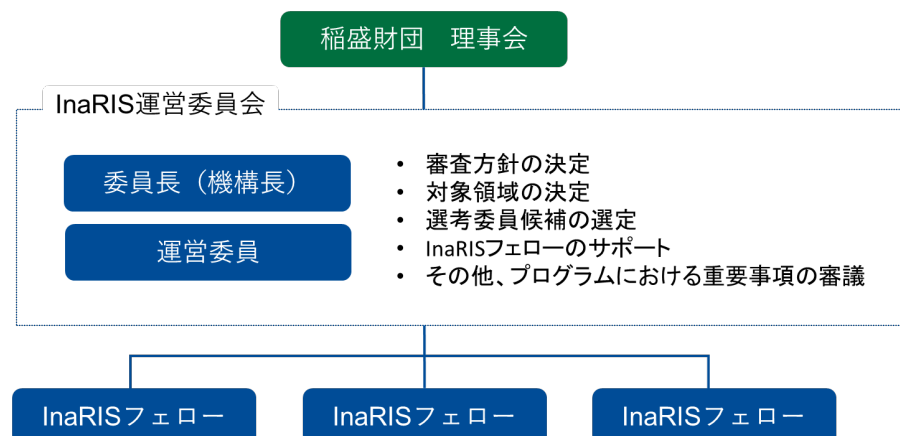 稲盛財団　理事会
InaRIS運営委員会
委員長（機構長）
運営委員
• 審査方針の決定
• 対象領域の決定
• 選考委員候補の選定
• InaRISフェローのサポート
• その他、プログラムにおける重要事項の審議
InaRISフェロー
InaRISフェロー
InaRISフェロー